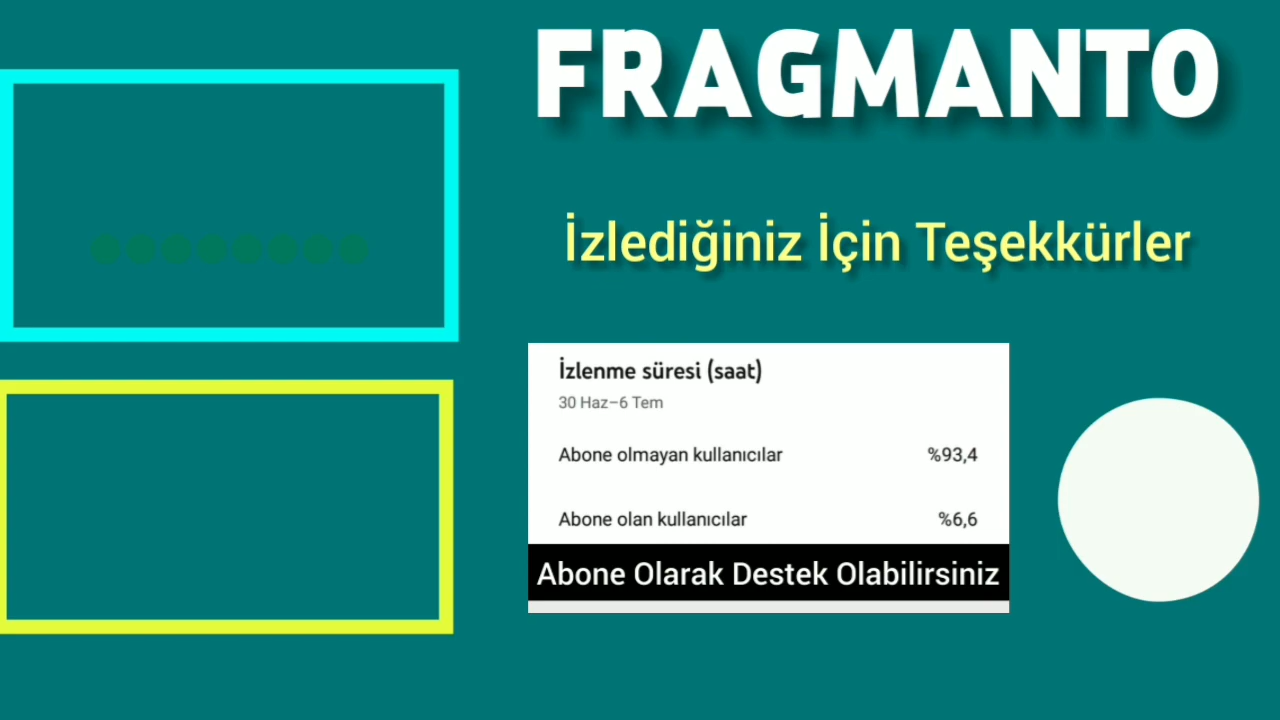 FRAGMANTO
İzlediğiniz İçin Teşekkürler
İzlenme süresi (saat)
30 Haz–6 Tem
Abone olmayan kullanıcılar %93,4
Abone olan kullanıcılar %6,6
Abone Olarak Destek Olabilirsiniz